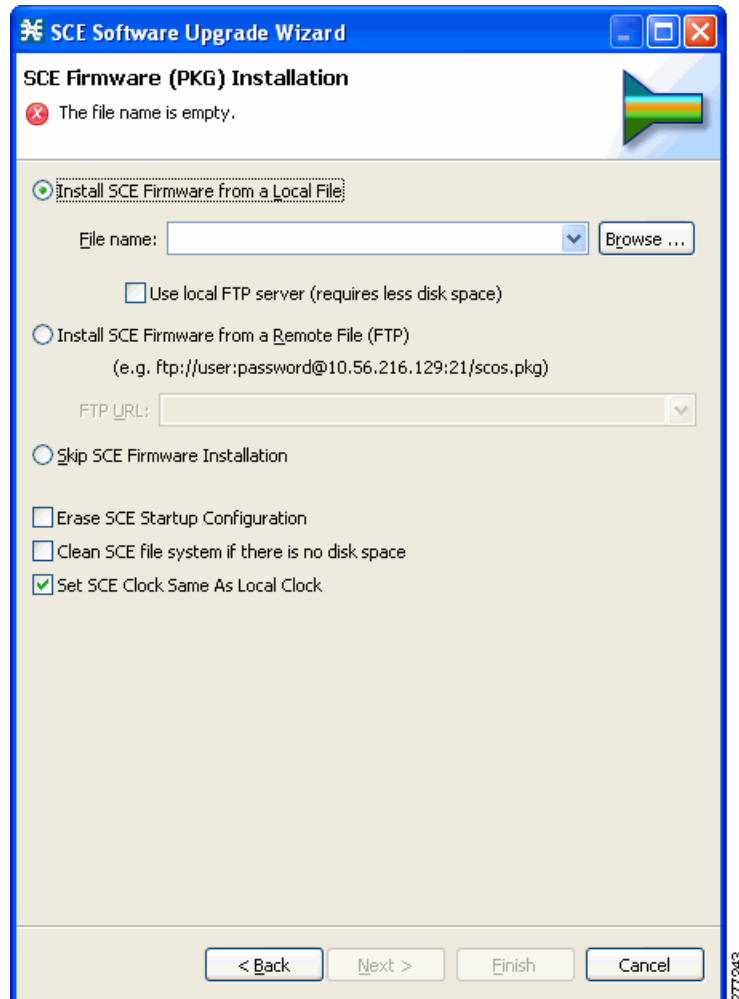 SCE Software Upgrade Wizard
SCE Firmware (PKG) Installation
The file name is empty.
Install SCE Firmware from a Local File
File name:
Browse ...
Use local FTP server (requires less disk space)
Install SCE Firmware from a Remote File (FTP)
(e.g. ftp://user:password@10.56.216.129:21/scos.pkg)
FTP URL:
Skip SCE Firmware Installation
Erase SCE Startup Configuration
Clean SCE file system if there is no disk space
Set SCE Clock Same As Local Clock
< Back
Next >
Finish
Cancel
277243